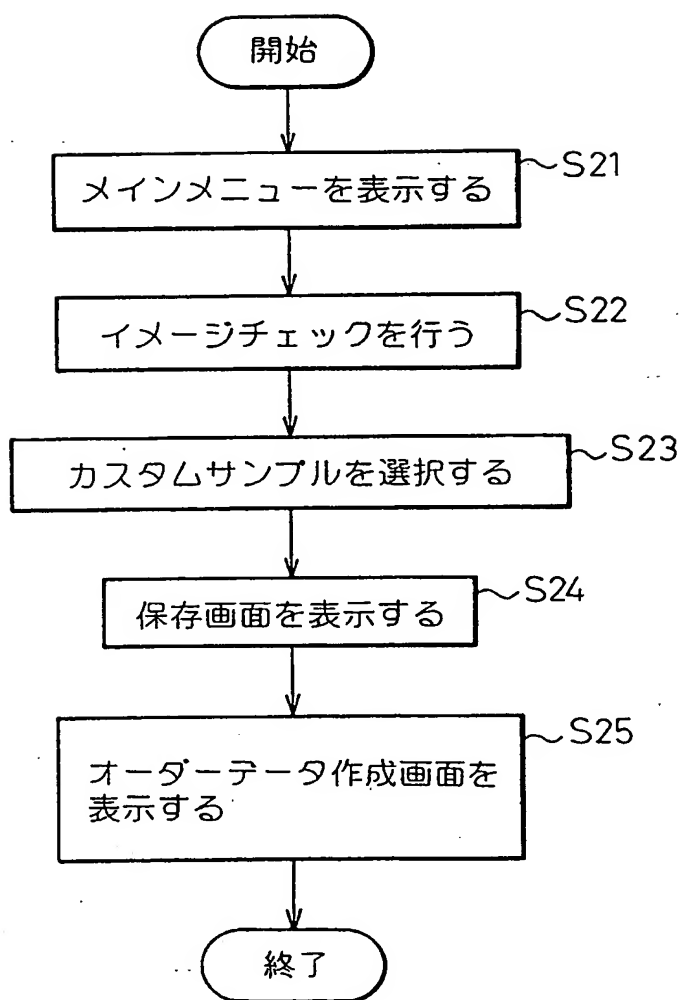 開始
メインメニューを表示する
S21
イメージチェックを行う
S22
カスタムサンプルを選択する
S23
保存画面を表示する
S24
オーダーデータ作成画面を
表示する
S25
終了